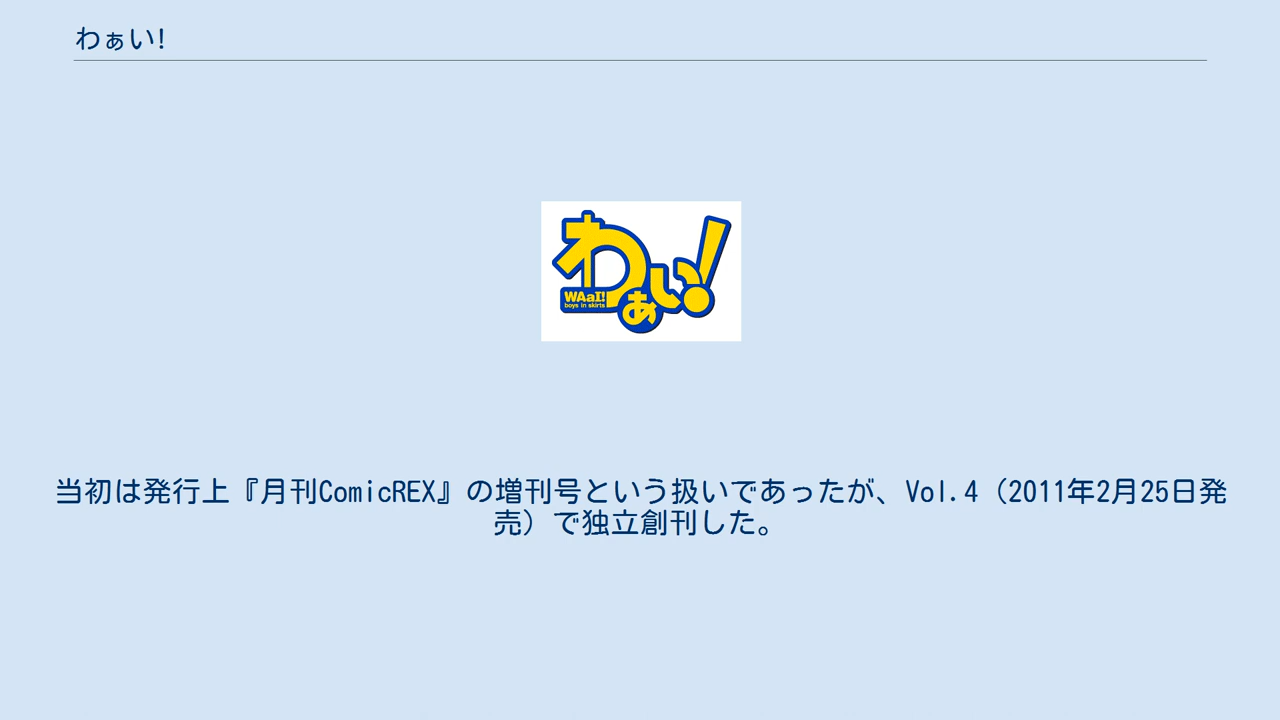 わぁい!
わぁい!
WAaI!
boys in skirts
当初は発行上『月刊ComicREX』の増刊号という扱いであったが、Vol.4（2011年2月25日発
売）で独立創刊した。